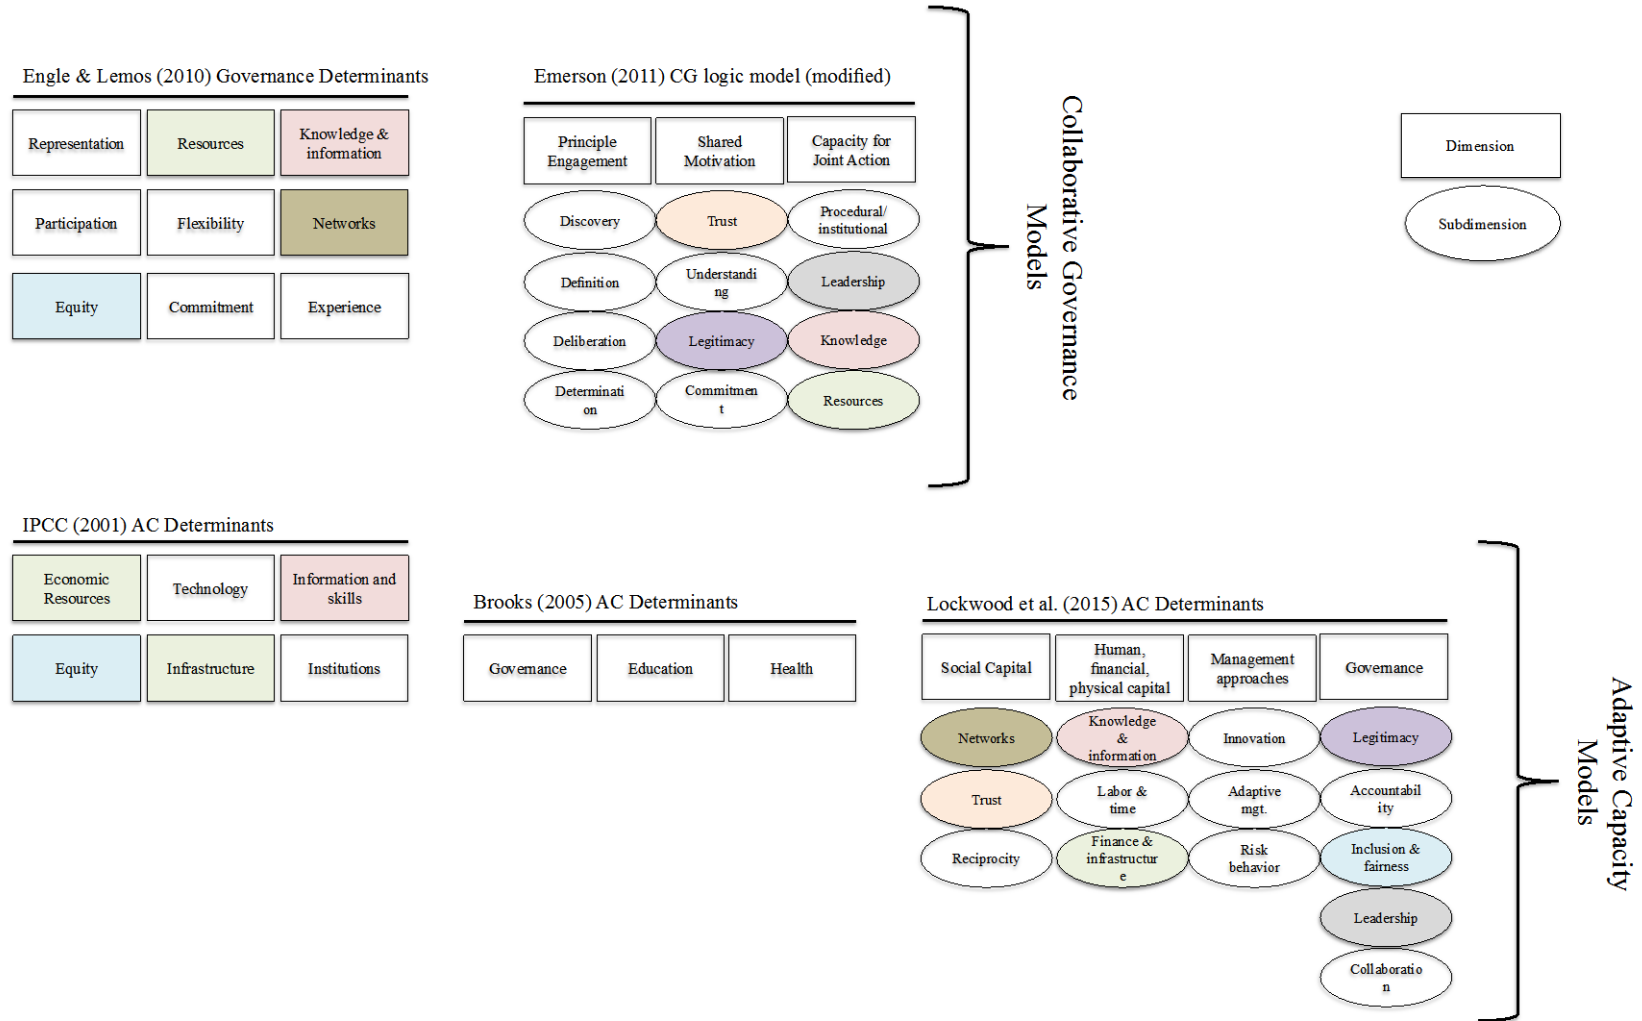 Engle & Lemos (2010) Governance Determinants
Representation
Resources
Knowledge &
information
Participation
Flexibility
Networks
Equity
Commitment
Experience
Emerson (2011) CG logic model (modified)
Principle
Engagement
Shared
Motivation
Capacity for
Joint Action
Discovery
Trust
Procedural/
institutional
Definition
Understandi
ng
Leadership
Deliberation
Legitimacy
Knowledge
Determinati
on
Commitmen
t
Resources
Collaborative Governance
Models
Dimension
Subdimension
IPCC (2001) AC Determinants
Economic
Resources
Technology
Information and
skills
Equity
Infrastructure
Institutions
Brooks (2005) AC Determinants
Governance
Education
Health
Lockwood et al. (2015) AC Determinants
Social Capital
Human,
financial,
physical capital
Management
approaches
Governance
Networks
Knowledge
&
information
Innovation
Legitimacy
Trust
Labor &
time
Adaptive
mgt.
Accountabil
ity
Reciprocity
Finance &
infrastructur
e
Risk
behavior
Inclusion &
fairness
Leadership
Collaboratio
n
Adaptive Capacity
Models